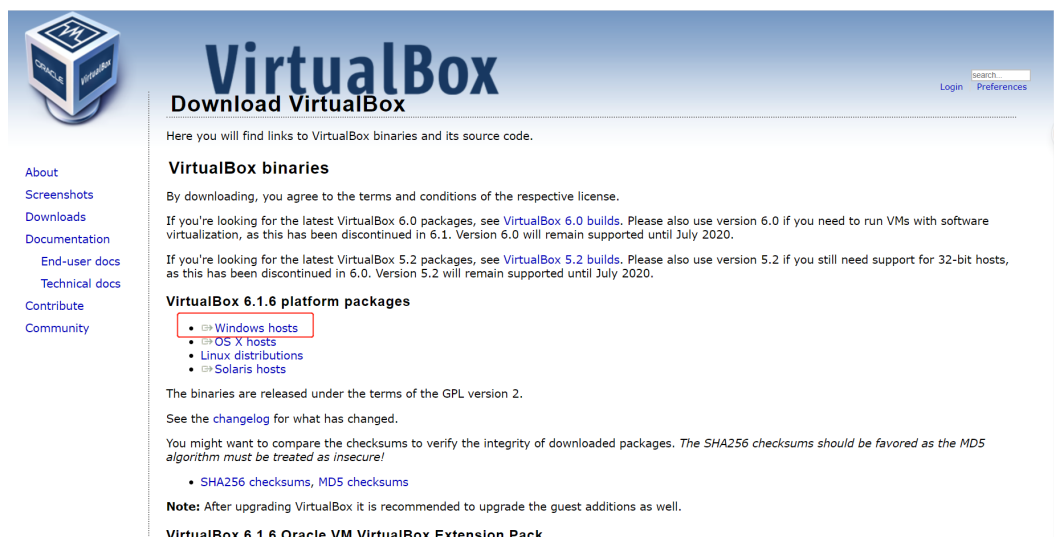 ORACLE
VirtualBox
VirtualBox
search...
Login Preferences
Download VirtualBox
Here you will find links to VirtualBox binaries and its source code.
About
Screenshots
Downloads
Documentation
End-user docs
Technical docs
Contribute
Community
VirtualBox binaries
By downloading, you agree to the terms and conditions of the respective license.
If you're looking for the latest VirtualBox 6.0 packages, see VirtualBox 6.0 builds. Please also use version 6.0 if you need to run VMs with software
virtualization, as this has been discontinued in 6.1. Version 6.0 will remain supported until July 2020.
If you're looking for the latest VirtualBox 5.2 packages, see VirtualBox 5.2 builds. Please also use version 5.2 if you still need support for 32-bit hosts,
as this has been discontinued in 6.0. Version 5.2 will remain supported until July 2020.
VirtualBox 6.1.6 platform packages
• Windows hosts
• OS X hosts
• Linux distributions
• Solaris hosts
The binaries are released under the terms of the GPL version 2.
See the changelog for what has changed.
You might want to compare the checksums to verify the integrity of downloaded packages. The SHA256 checksums should be favored as the MD5
algorithm must be treated as insecure!
• SHA256 checksums, MD5 checksums
Note: After upgrading VirtualBox it is recommended to upgrade the guest additions as well.
VirtualBox 6.1.6 Oracle VM VirtualBox Extension Pack